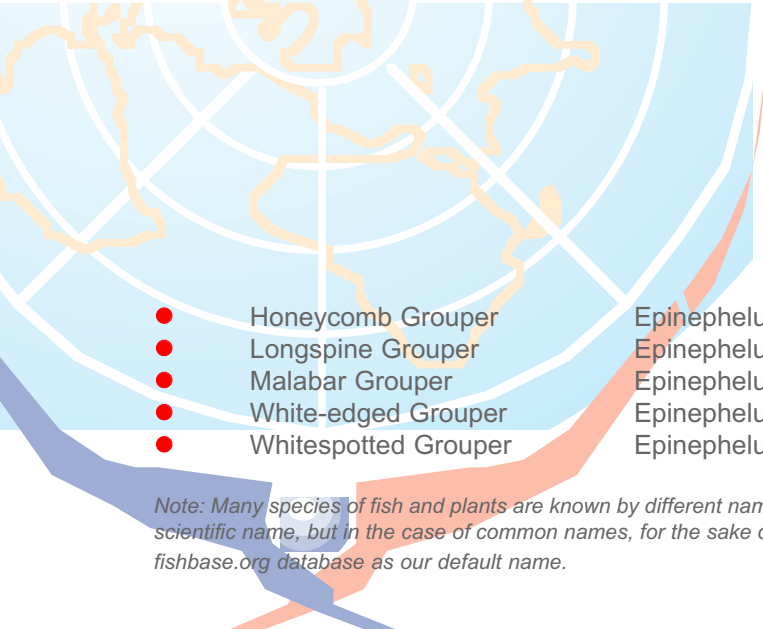 ● Honeycomb Grouper Epinephelu
● Longspine Grouper Epinephelu
● Malabar Grouper Epinephelu
● White-edged Grouper Epinephelu
● Whitespotted Grouper Epinephelu
Note: Many species of fish and plants are known by different nam
scientific name, but in the case of common names, for the sake o
fishbase.org database as our default name.